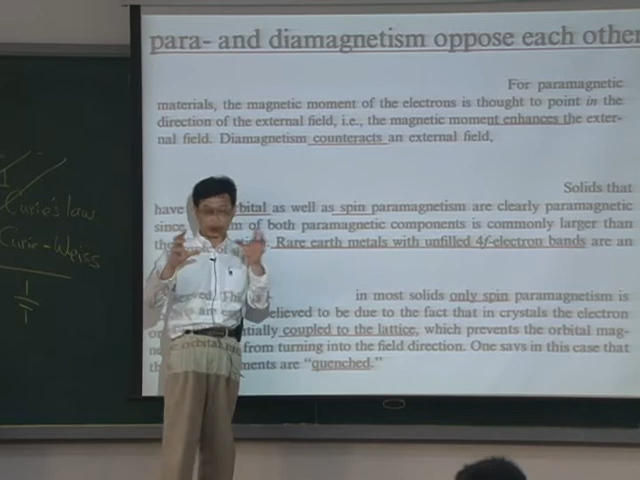 para- and diamagnetism oppose each other
For paramagnetic
materials, the magnetic moment of the electrons is thought to point in the
direction of the external field, i.e., the magnetic moment enhances the exter-
nal field. Diamagnetism counteracts an external field,
Solids that
have orbital as well as spin paramagnetism are clearly paramagnetic
since of both paramagnetic components is commonly larger than
Rare earth metals with unfilled 4f-electron bands are an
in most solids only spin paramagnetism is
believed to be due to the fact that in crystals the electron
coupled to the lattice, which prevents the orbital mag-
from turning into the field direction. One says in this case that
"quenched."
Curie's law
Curie-Weiss